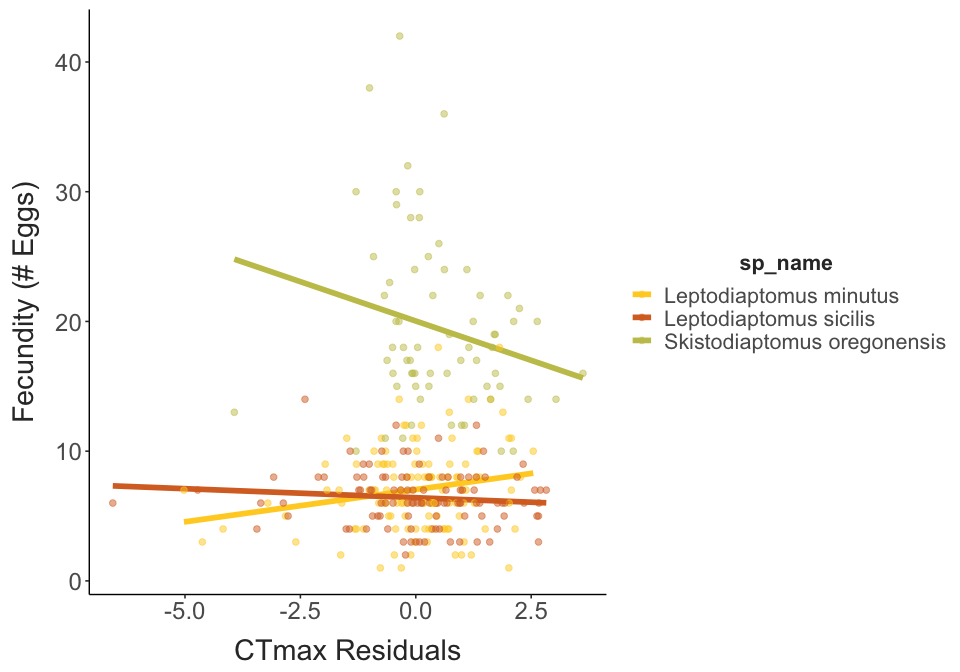 Fecundity (# Eggs)
40
30
20
10
0
-5.0 -2.5 0.0 2.5
CTmax Residuals
sp_name
Leptodiaptomus minutus
Leptodiaptomus sicilis
Skistodiaptomus oregonensis